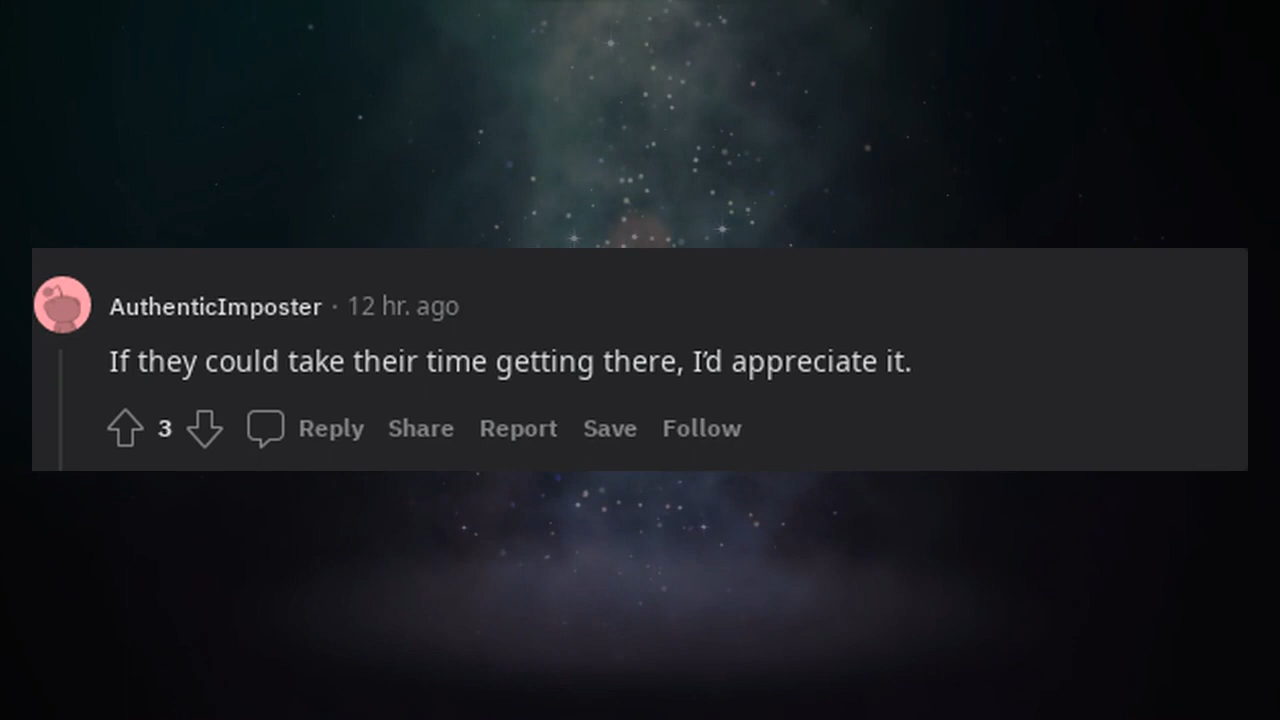 AuthenticImposter · 12 hr. ago
If they could take their time getting there, I’d appreciate it.
3 Reply Share Report Save Follow